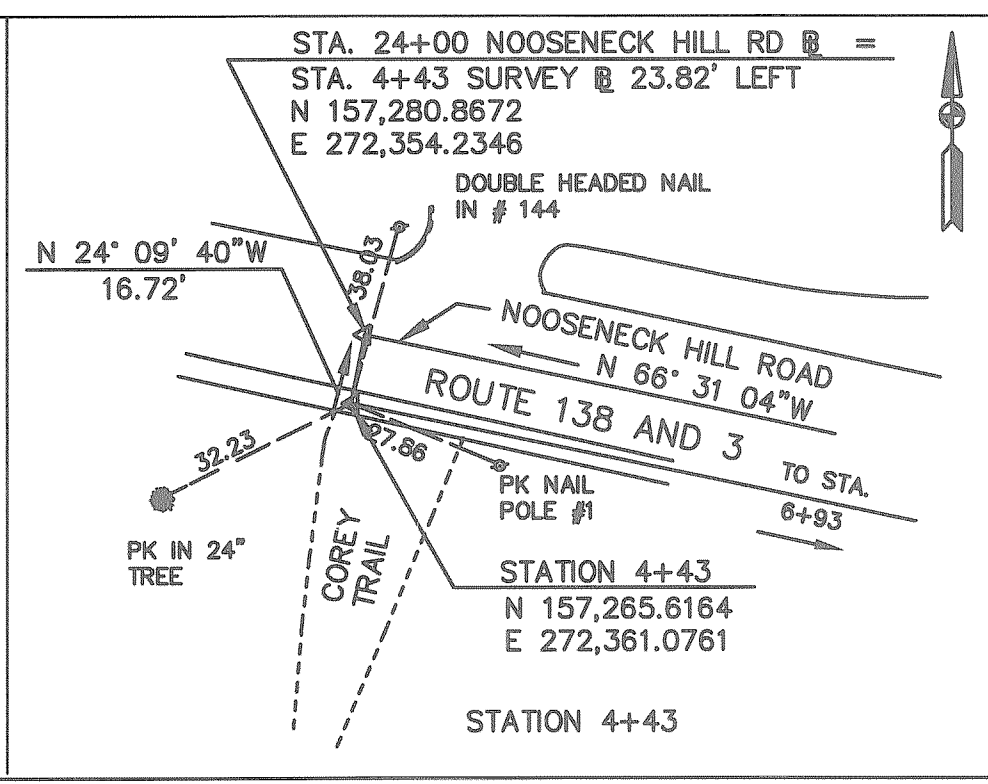 STA. 24+00 NOOSENECK HILL RD ℄ =
STA. 4+43 SURVEY ℄ 23.82' LEFT
N 157,280.8672
E 272,354.2346
DOUBLE HEADED NAIL
IN # 144
N 24° 09' 40"W
16.72'
38.03
NOOSENECK HILL ROAD
N 66° 31 04"W
ROUTE 138 AND 3
TO STA.
6+93
32.23
27.86
PK NAIL
POLE #1
PK IN 24"
TREE
COREY
TRAIL
STATION 4+43
N 157,265.6164
E 272,361.0761
STATION 4+43